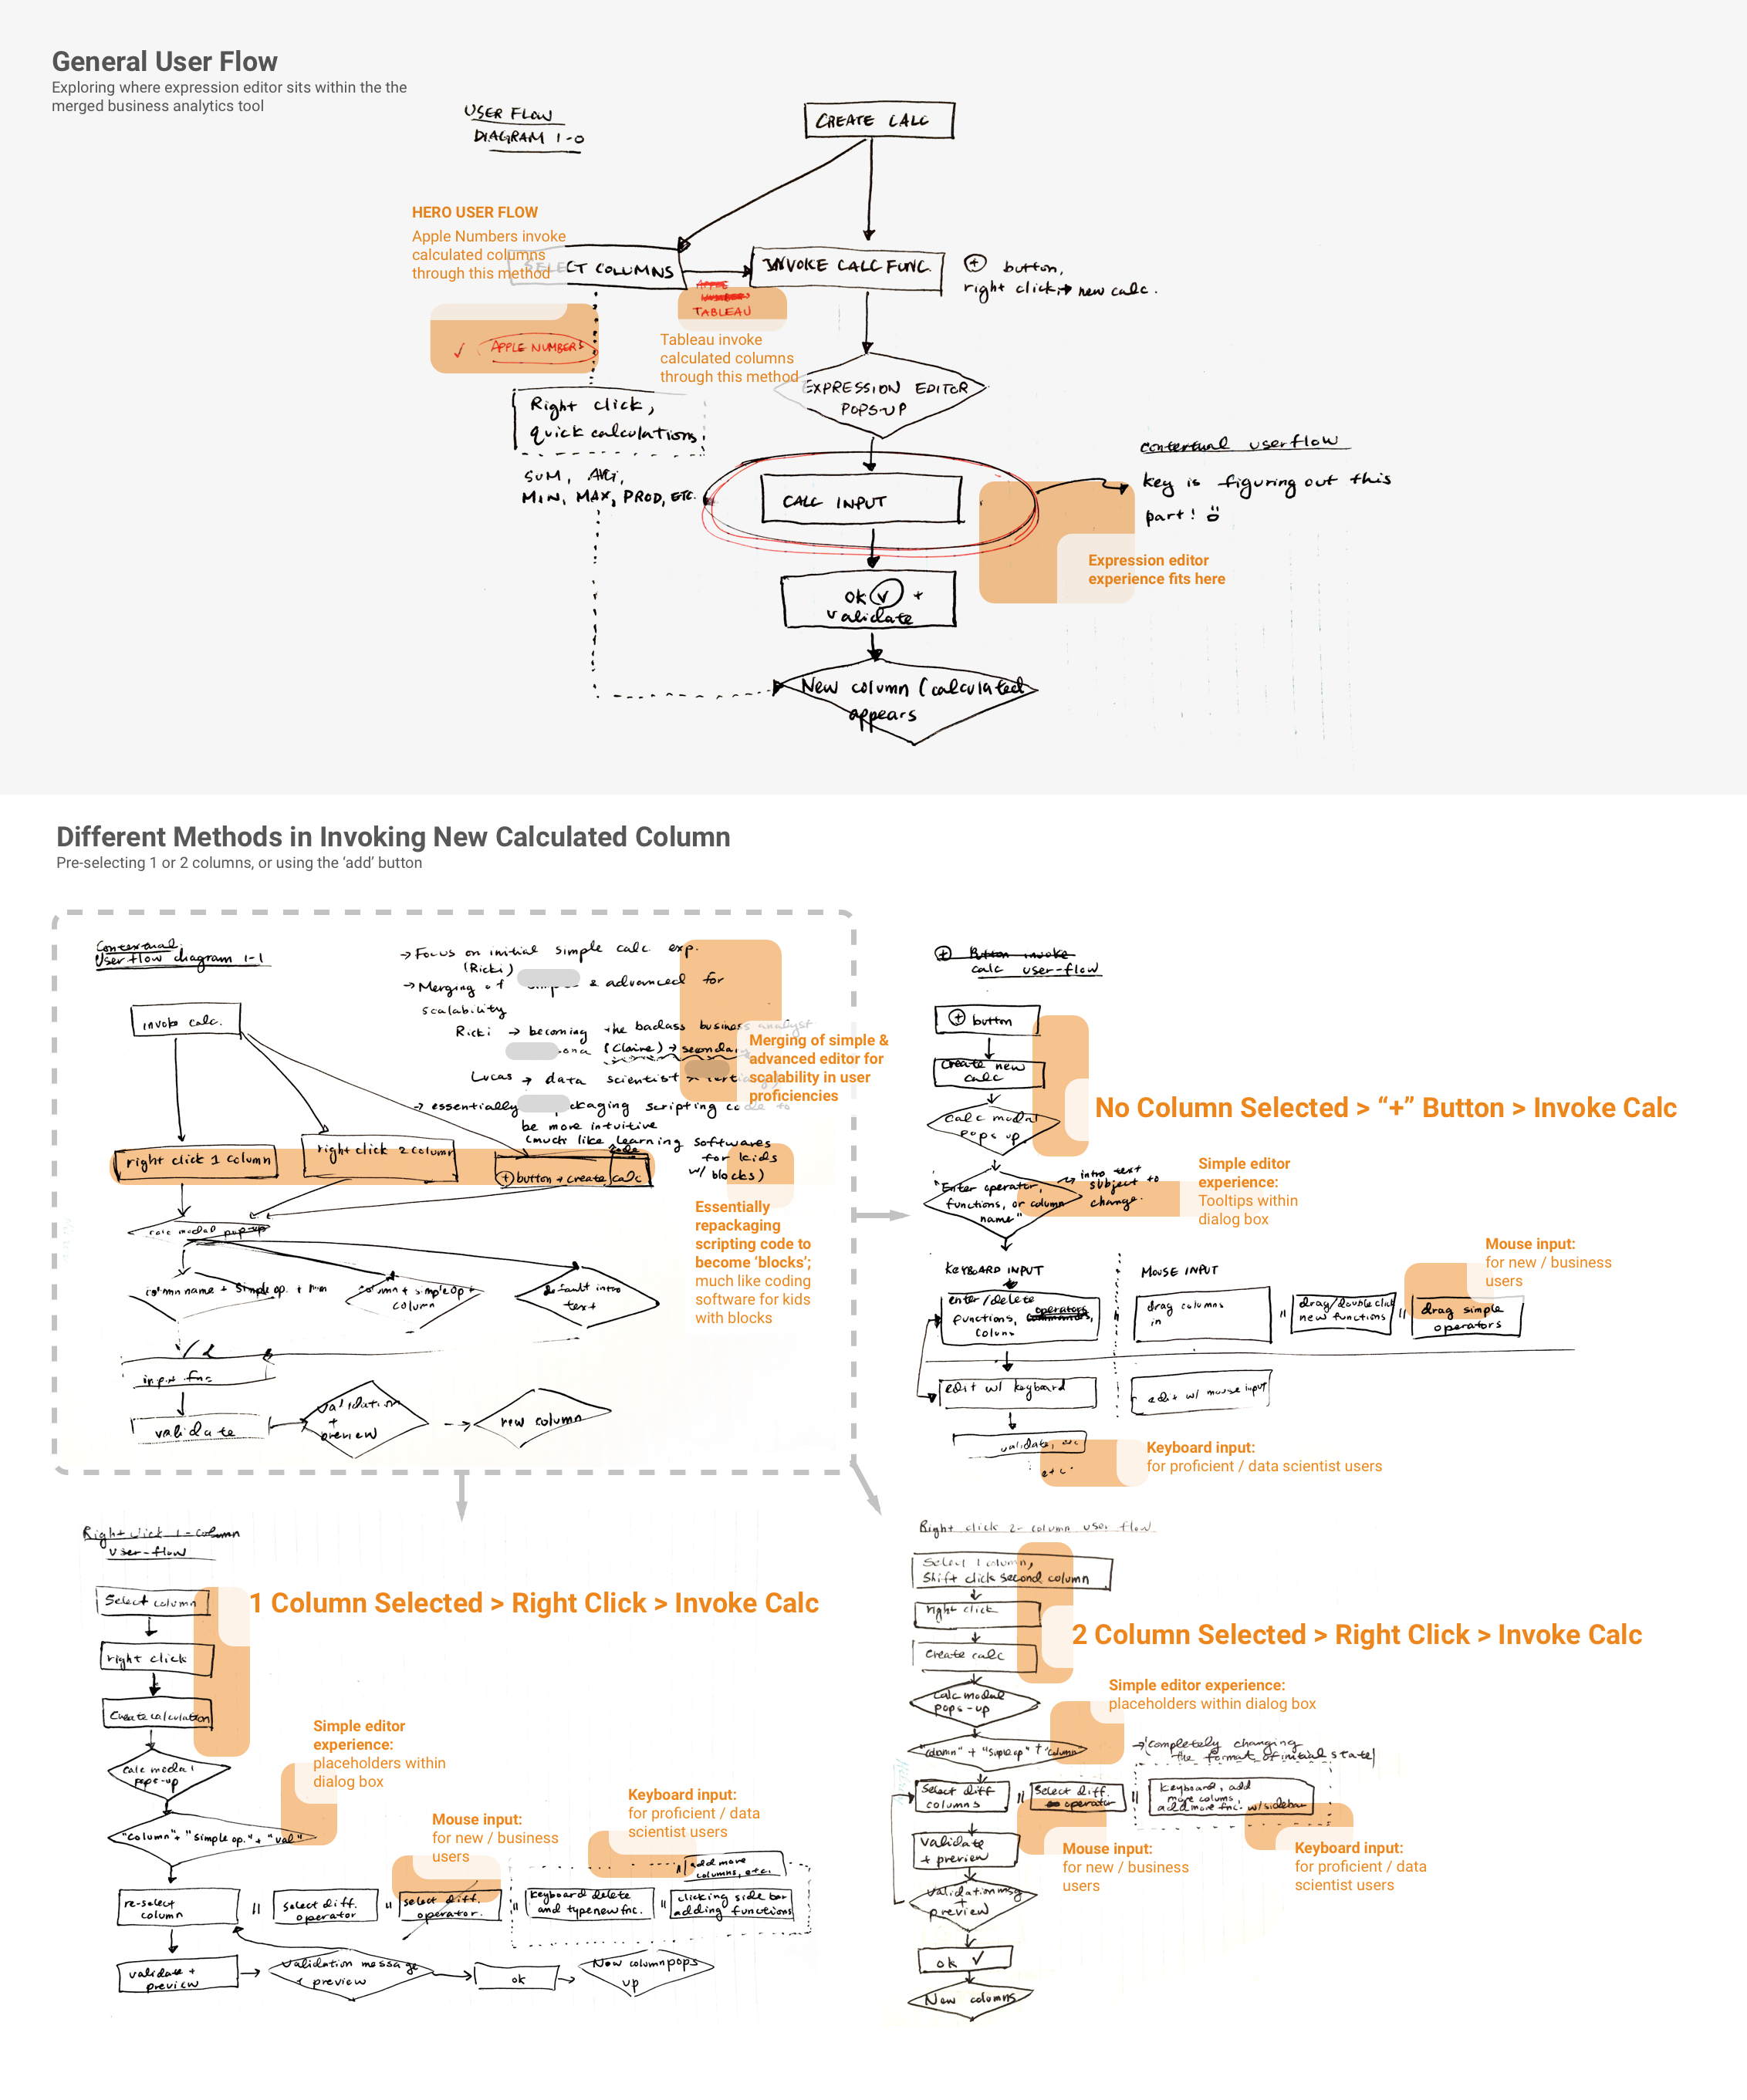 General User Flow
Exploring where expression editor sits within the the
merged business analytics tool
USER FLOW
DIAGRAM 1-0
CREATE CALC
HERO USER FLOW
Apple Numbers invoke
calculated columns
through this method
SELECT COLUMNS
INVOKE CALC FUNC.
+ button,
right click, → new calc.
TABLEAU
Tableau invoke
calculated columns
through this method
✓ APPLE NUMBERS
EXPRESSION EDITOR
POPS-UP
Right click,
quick calculations.
SUM, AVG,
MIN, MAX, PROD, ETC.
CALC INPUT
contextual userflow
key is figuring out this
part!
Expression editor
experience fits here
OK ✓ +
validate
New column (calculated
appears
Different Methods in Invoking New Calculated Column
Pre-selecting 1 or 2 columns, or using the ‘add’ button
Contextual
User flow diagram 1-1
→ Focus on initial simple calc. exp.
(Ricki)
→ Merging of & advanced for
scalability
Ricki → becoming the badass business analyst
(Claire) →
Lucas → data scientist →
→ essentially scripting code to
be more intuitive
(much like learning softwares
for kids
w/ blocks)
Merging of simple &
advanced editor for
scalability in user
proficiencies
invoke calc.
right click 1 column
right click 2 column
+ button + create calc
Essentially
repackaging
scripting code to
become ‘blocks’;
much like coding
software for kids
with blocks
calc modal pop-up
column name + Simple op. +
column + simple op +
column
default intro
text
input fnc
validate
validation
+
preview
new column
+ Button invoke
calc user-flow
+ button
Create new
calc
calc modal
pops up
No Column Selected > “+” Button > Invoke Calc
"Enter operator,
functions, or column
name"
→ intro text
subject to
change.
Simple editor
experience:
Tooltips within
dialog box
KEYBOARD INPUT
MOUSE INPUT
Mouse input:
for new / business
users
enter/delete
functions, operators,
columns
drag columns
in
||
drag/double click
new functions
||
drag simple
operators
edit w/ keyboard
edit w/ mouse input
validate, etc
etc.
Keyboard input:
for proficient / data scientist users
Right click 1-column
User-flow
Select column
1 Column Selected > Right Click > Invoke Calc
right click
Create calculation
Simple editor
experience:
placeholders within
dialog box
calc modal
pops-up
"Column" + "Simple op." + "val"
Mouse input:
for new / business
users
Keyboard input:
for proficient / data
scientist users
add more
columns, etc.
re-select
column
||
select diff.
operator
||
select diff.
operator.
||
keyboard delete
and type new fnc.
||
clicking side bar
adding functions
validate +
preview
Validation message
+ preview
ok
New column pops
up
Right click 2- column user flow
Select 1 column,
Shift click second column
right click
2 Column Selected > Right Click > Invoke Calc
Create calc
Calc modal
pops-up
Simple editor experience:
placeholders within dialog box
"Column" + "Simple op" + "Column"
→ completely changing
the format of initial state
Select diff
columns
||
Select diff.
operator
||
Keyboard, add
more colums,
add more fnc. w/ sidebar
Validate
+ preview
Mouse input:
for new / business
users
Keyboard input:
for proficient / data
scientist users
Validation msg
+
preview
ok ✓
New columns